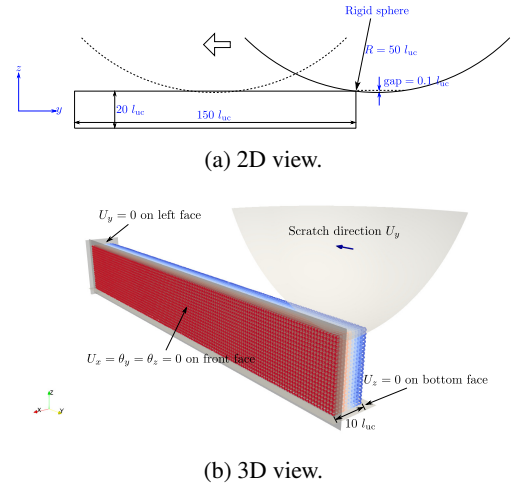 Rigid sphere
R = 50 l_uc
z
gap = 0.1 l_uc
y
20 l_uc
150 l_uc
(a) 2D view.
U_y = 0 on left face
Scratch direction U_y
U_x = θ_y = θ_z = 0 on front face
U_z = 0 on bottom face
z
x
y
10 l_uc
(b) 3D view.